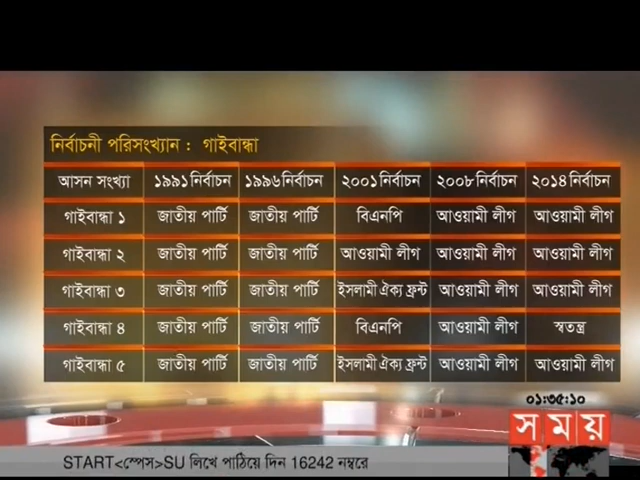 নির্বাচনী পরিসংখ্যান : গাইবান্ধা
আসন সংখ্যা ১৯৯১ নির্বাচন ১৯৯৬ নির্বাচন ২০০১ নির্বাচন ২০০৮ নির্বাচন ২০১৪ নির্বাচন
গাইবান্ধা ১ জাতীয় পার্টি জাতীয় পার্টি বিএনপি আওয়ামী লীগ আওয়ামী লীগ
গাইবান্ধা ২ জাতীয় পার্টি জাতীয় পার্টি আওয়ামী লীগ আওয়ামী লীগ আওয়ামী লীগ
গাইবান্ধা ৩ জাতীয় পার্টি জাতীয় পার্টি ইসলামী ঐক্য ফ্রন্ট আওয়ামী লীগ আওয়ামী লীগ
গাইবান্ধা ৪ জাতীয় পার্টি জাতীয় পার্টি বিএনপি আওয়ামী লীগ স্বতন্ত্র
গাইবান্ধা ৫ জাতীয় পার্টি জাতীয় পার্টি ইসলামী ঐক্য ফ্রন্ট আওয়ামী লীগ আওয়ামী লীগ
০১:৩৫:১০
সময়
START<স্পেস>SU লিখে পাঠিয়ে দিন 16242 নম্বরে